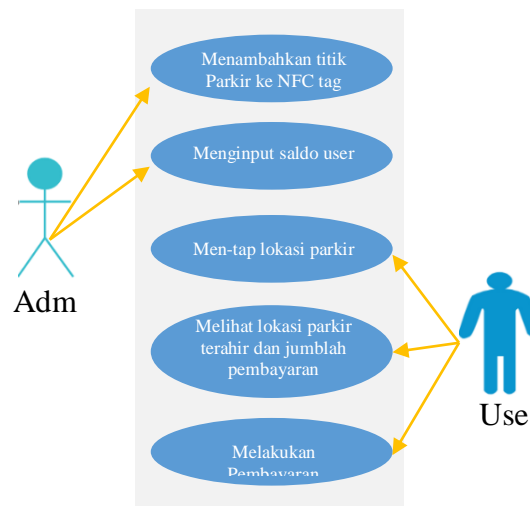 Menambahkan titik
Parkir ke NFC tag
Menginput saldo user
Men-tap lokasi parkir
Adm
Melihat lokasi parkir
terahir dan jumblah
pembayaran
Use
Melakukan
Pembayaran